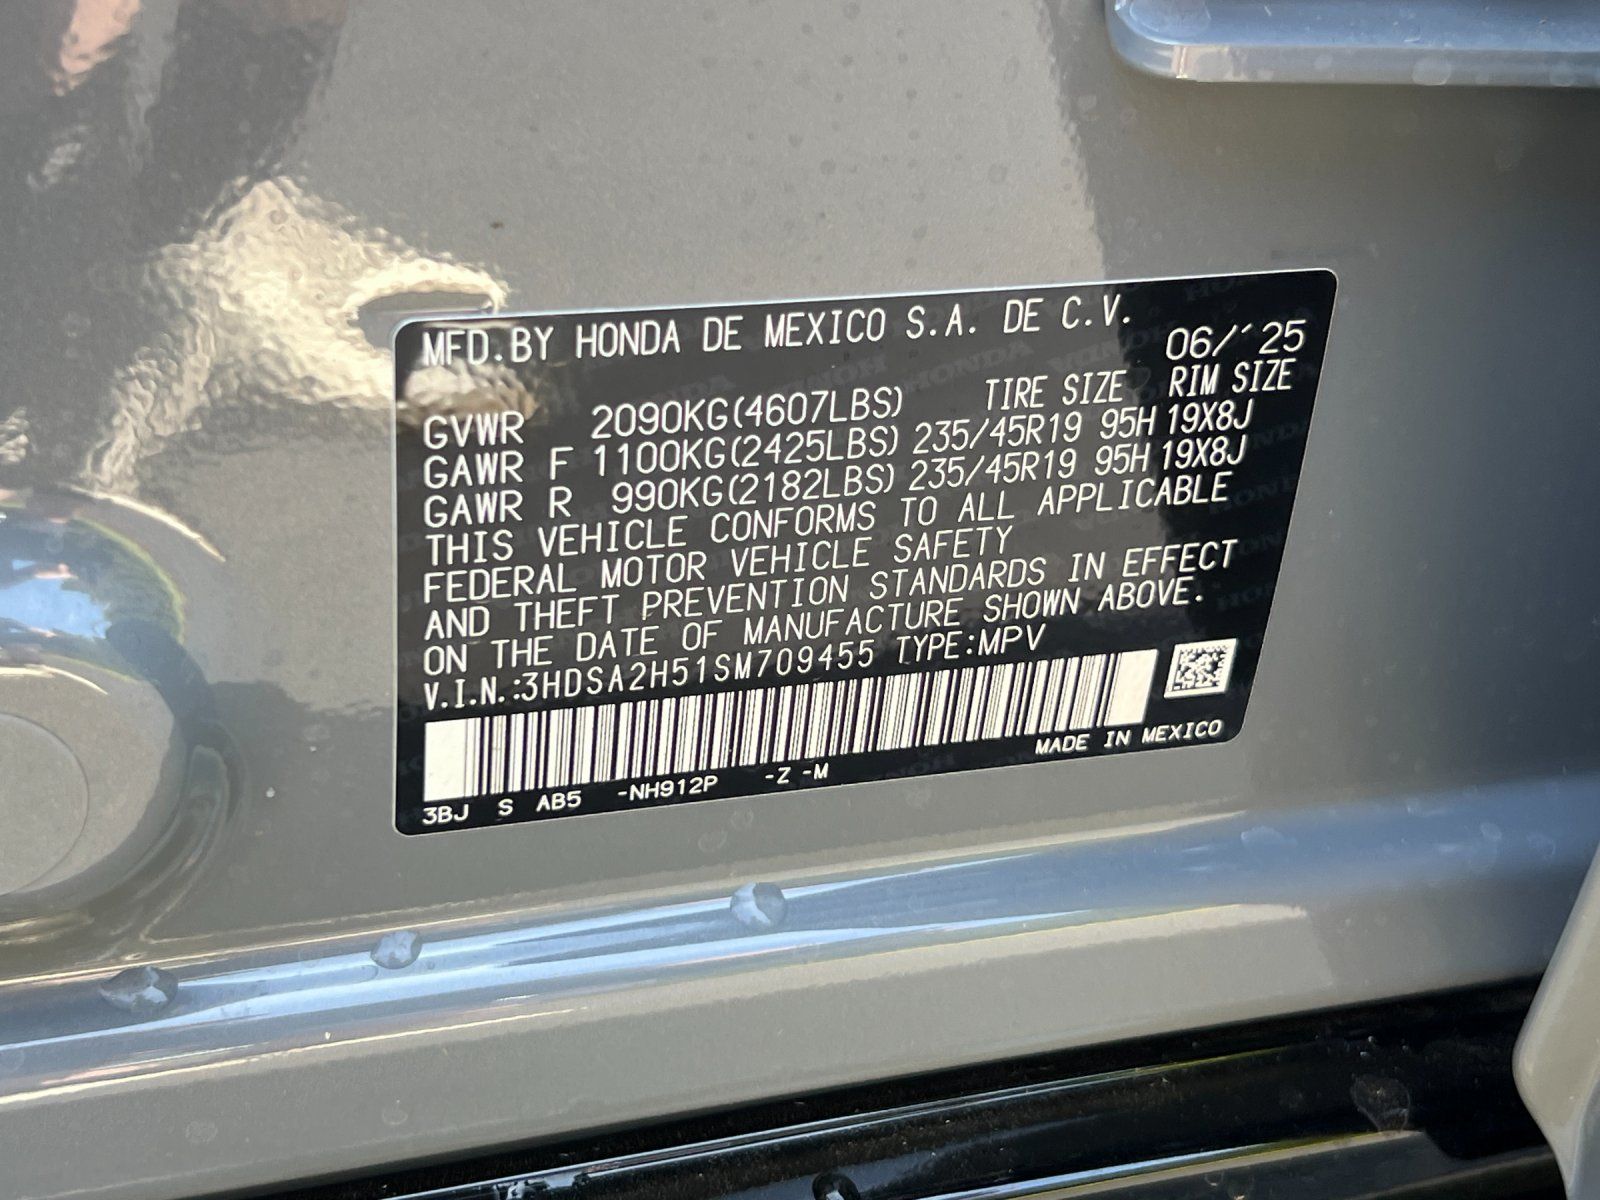 MFD.BY HONDA DE MEXICO S.A. DE C.V.
06/'25
TIRE SIZE RIM SIZE
GVWR 2090KG(4607LBS)
GAWR F 1100KG(2425LBS) 235/45R19 95H 19X8J
GAWR R 990KG(2182LBS) 235/45R19 95H 19X8J
THIS VEHICLE CONFORMS TO ALL APPLICABLE
FEDERAL MOTOR VEHICLE SAFETY
AND THEFT PREVENTION STANDARDS IN EFFECT
ON THE DATE OF MANUFACTURE SHOWN ABOVE.
V.I.N.:3HDSA2H51SM709455 TYPE:MPV
MADE IN MEXICO
3BJ S AB5 -NH912P -Z -M